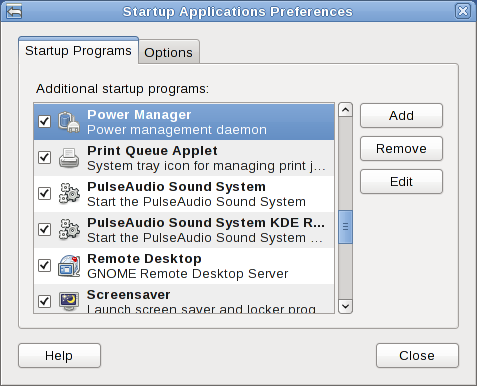 Startup Applications Preferences
Startup Programs
Options
Additional startup programs:
Power Manager
Power management daemon
Print Queue Applet
System tray icon for managing print j...
PulseAudio Sound System
Start the PulseAudio Sound System
PulseAudio Sound System KDE R...
Start the PulseAudio Sound System ...
Remote Desktop
GNOME Remote Desktop Server
Screensaver
Launch screen saver and locker prog
Add
Remove
Edit
Help
Close